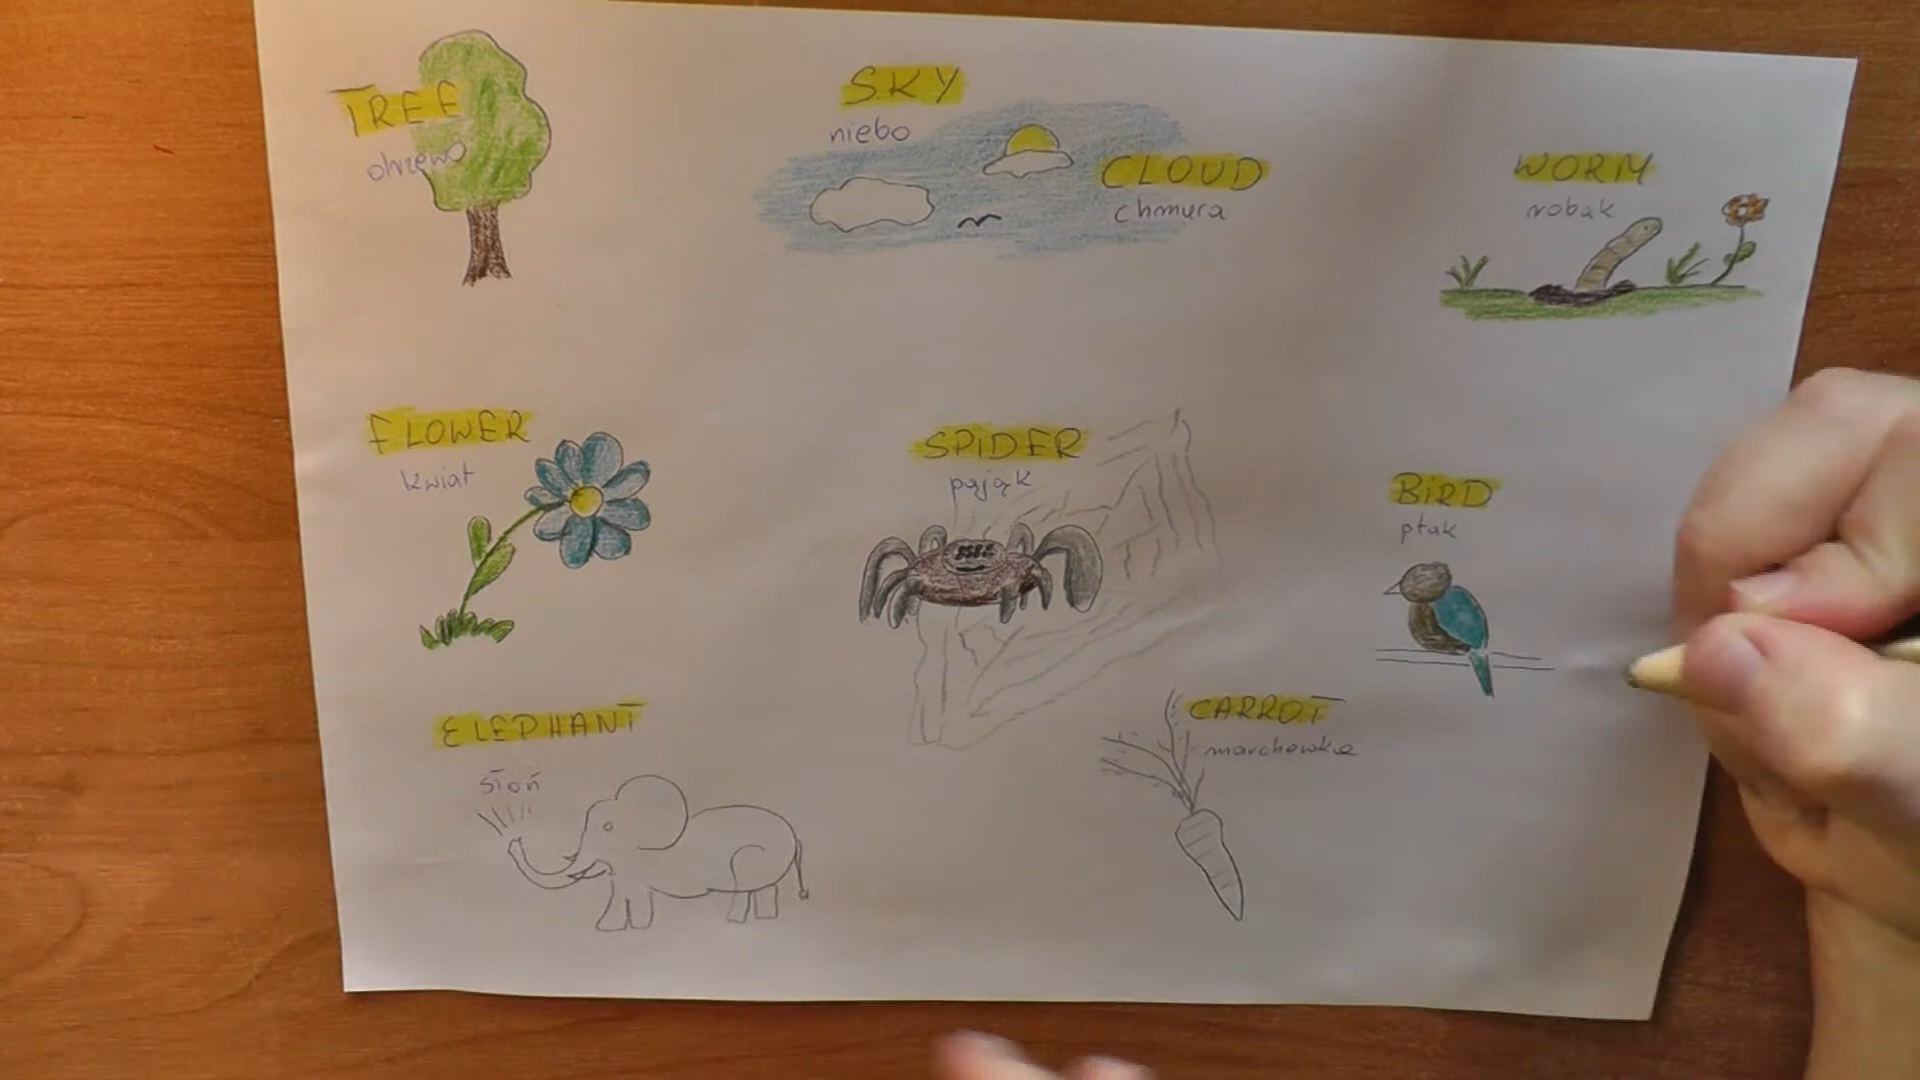 TREE
drzewo
SKY
niebo
CLOUD
chmura
WORM
robak
FLOWER
kwiat
SPIDER
pająk
BIRD
ptak
ELEPHANT
słoń
CARROT
marchewka